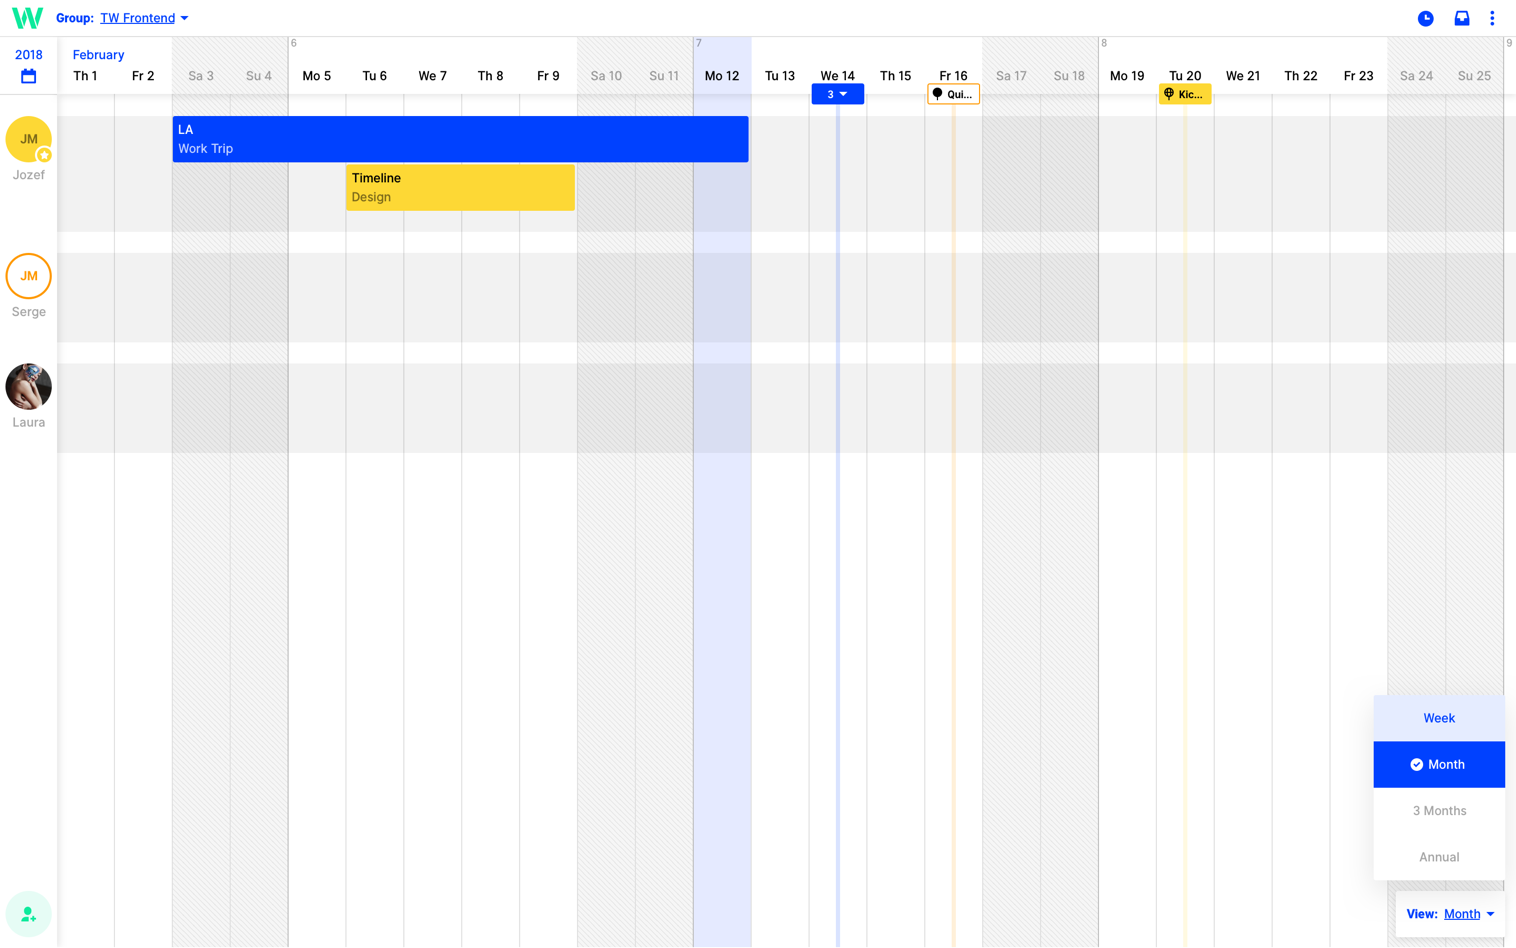 W Group: TW Frontend
2018 February 6 7 8 9
Th 1 Fr 2 Sa 3 Su 4 Mo 5 Tu 6 We 7 Th 8 Fr 9 Sa 10 Su 11 Mo 12 Tu 13 We 14 Th 15 Fr 16 Sa 17 Su 18 Mo 19 Tu 20 We 21 Th 22 Fr 23 Sa 24 Su 25
3 Qui... Kic...
LA
JM
Work Trip
Jozef
Timeline
Design
JM
Serge
Laura
Week
Month
3 Months
Annual
View: Month